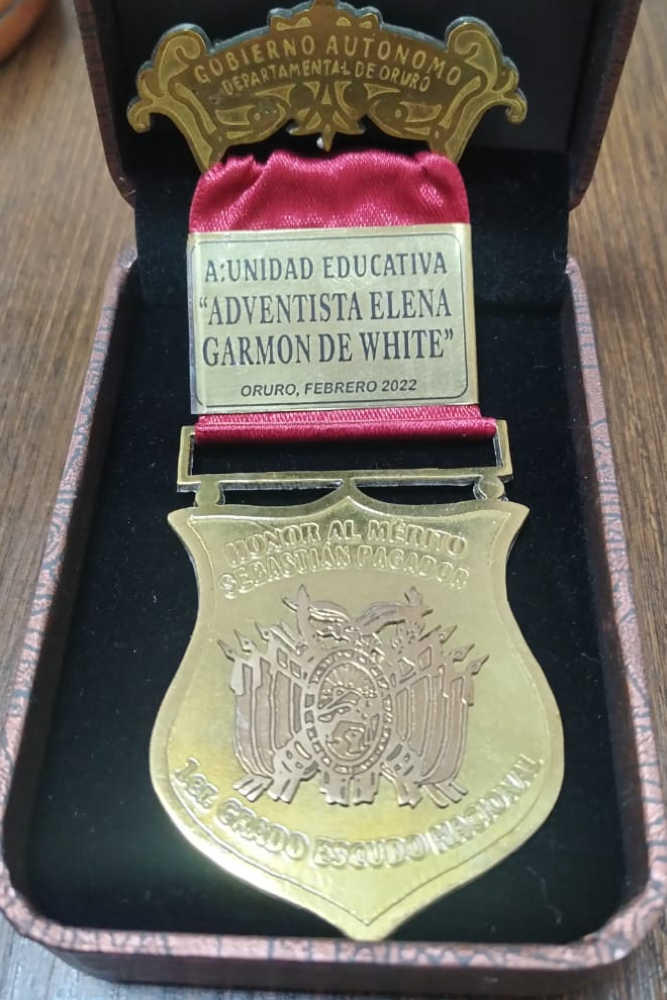 GOBIERNO AUTONOMO
DEPARTAMENTAL DE ORURO
A:UNIDAD EDUCATIVA
"ADVENTISTA ELENA
GARMON DE WHITE"
ORURO, FEBRERO 2022
HONOR AL MÉRITO
SEBASTIÁN PAGADOR
1er. GRADO ESCUDO NACIONAL